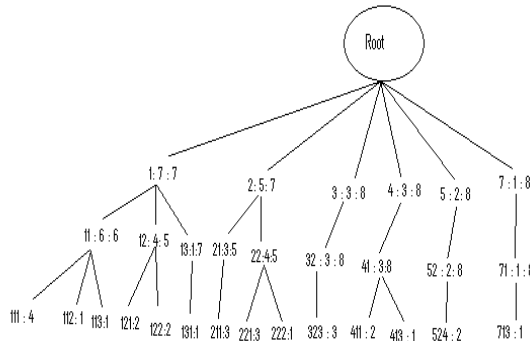 Root
1: 7 : 7
2: 5: 7
3 : 3 : 8
4 : 3 : 8
5 : 2 : 8
7 : 1 : 8
11 : 6 : 6
12: 4: 5
13:1:7
21:3:5
22:4:5
32 : 3 : 8
41 : 3:8
52 : 2: 8
71 : 1 : 8
111 : 4
112: 1
113:1
121:2
122:2
131:1
211:3
221:3
222:1
323 : 3
411 : 2
413 : 1
524 : 2
713 : 1